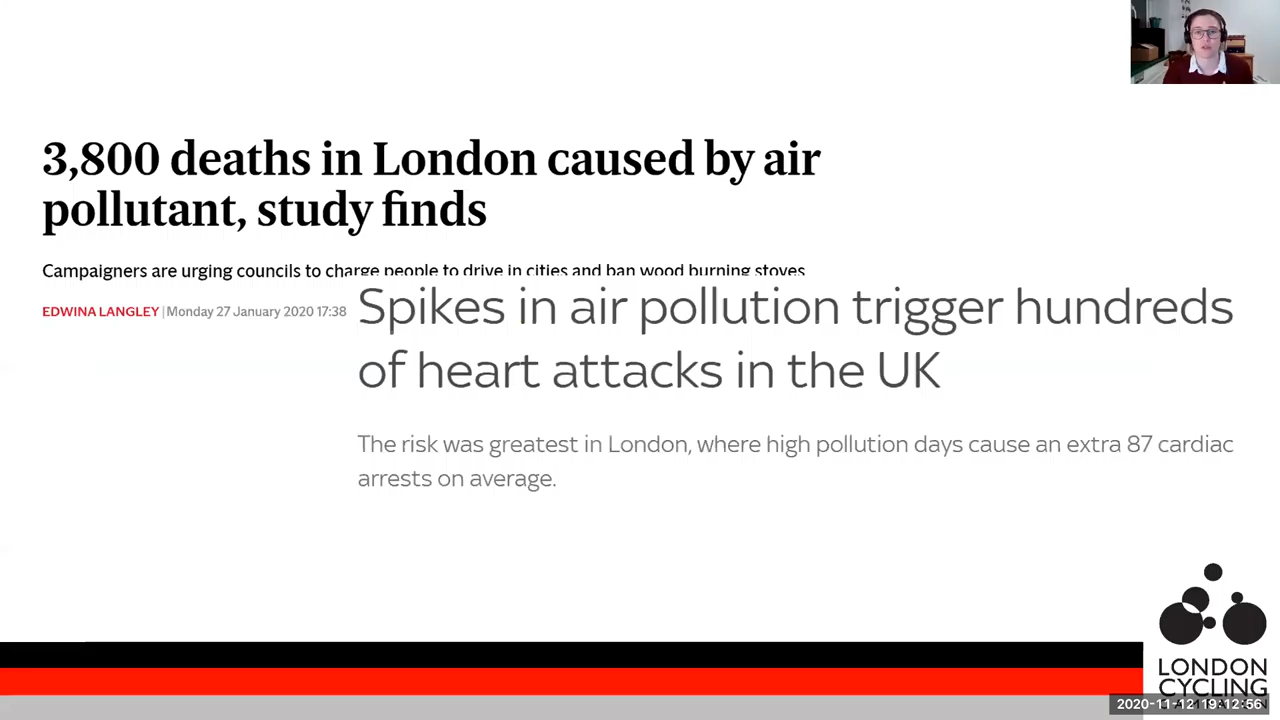 3,800 deaths in London caused by air
pollutant, study finds
Campaigners are urging councils to charge people to drive in cities and ban wood burning stoves
EDWINA LANGLEY | Monday 27 January 2020 17:38
Spikes in air pollution trigger hundreds
of heart attacks in the UK
The risk was greatest in London, where high pollution days cause an extra 87 cardiac
arrests on average.
LONDON
CYCLING
2020-11-12 19:12:56